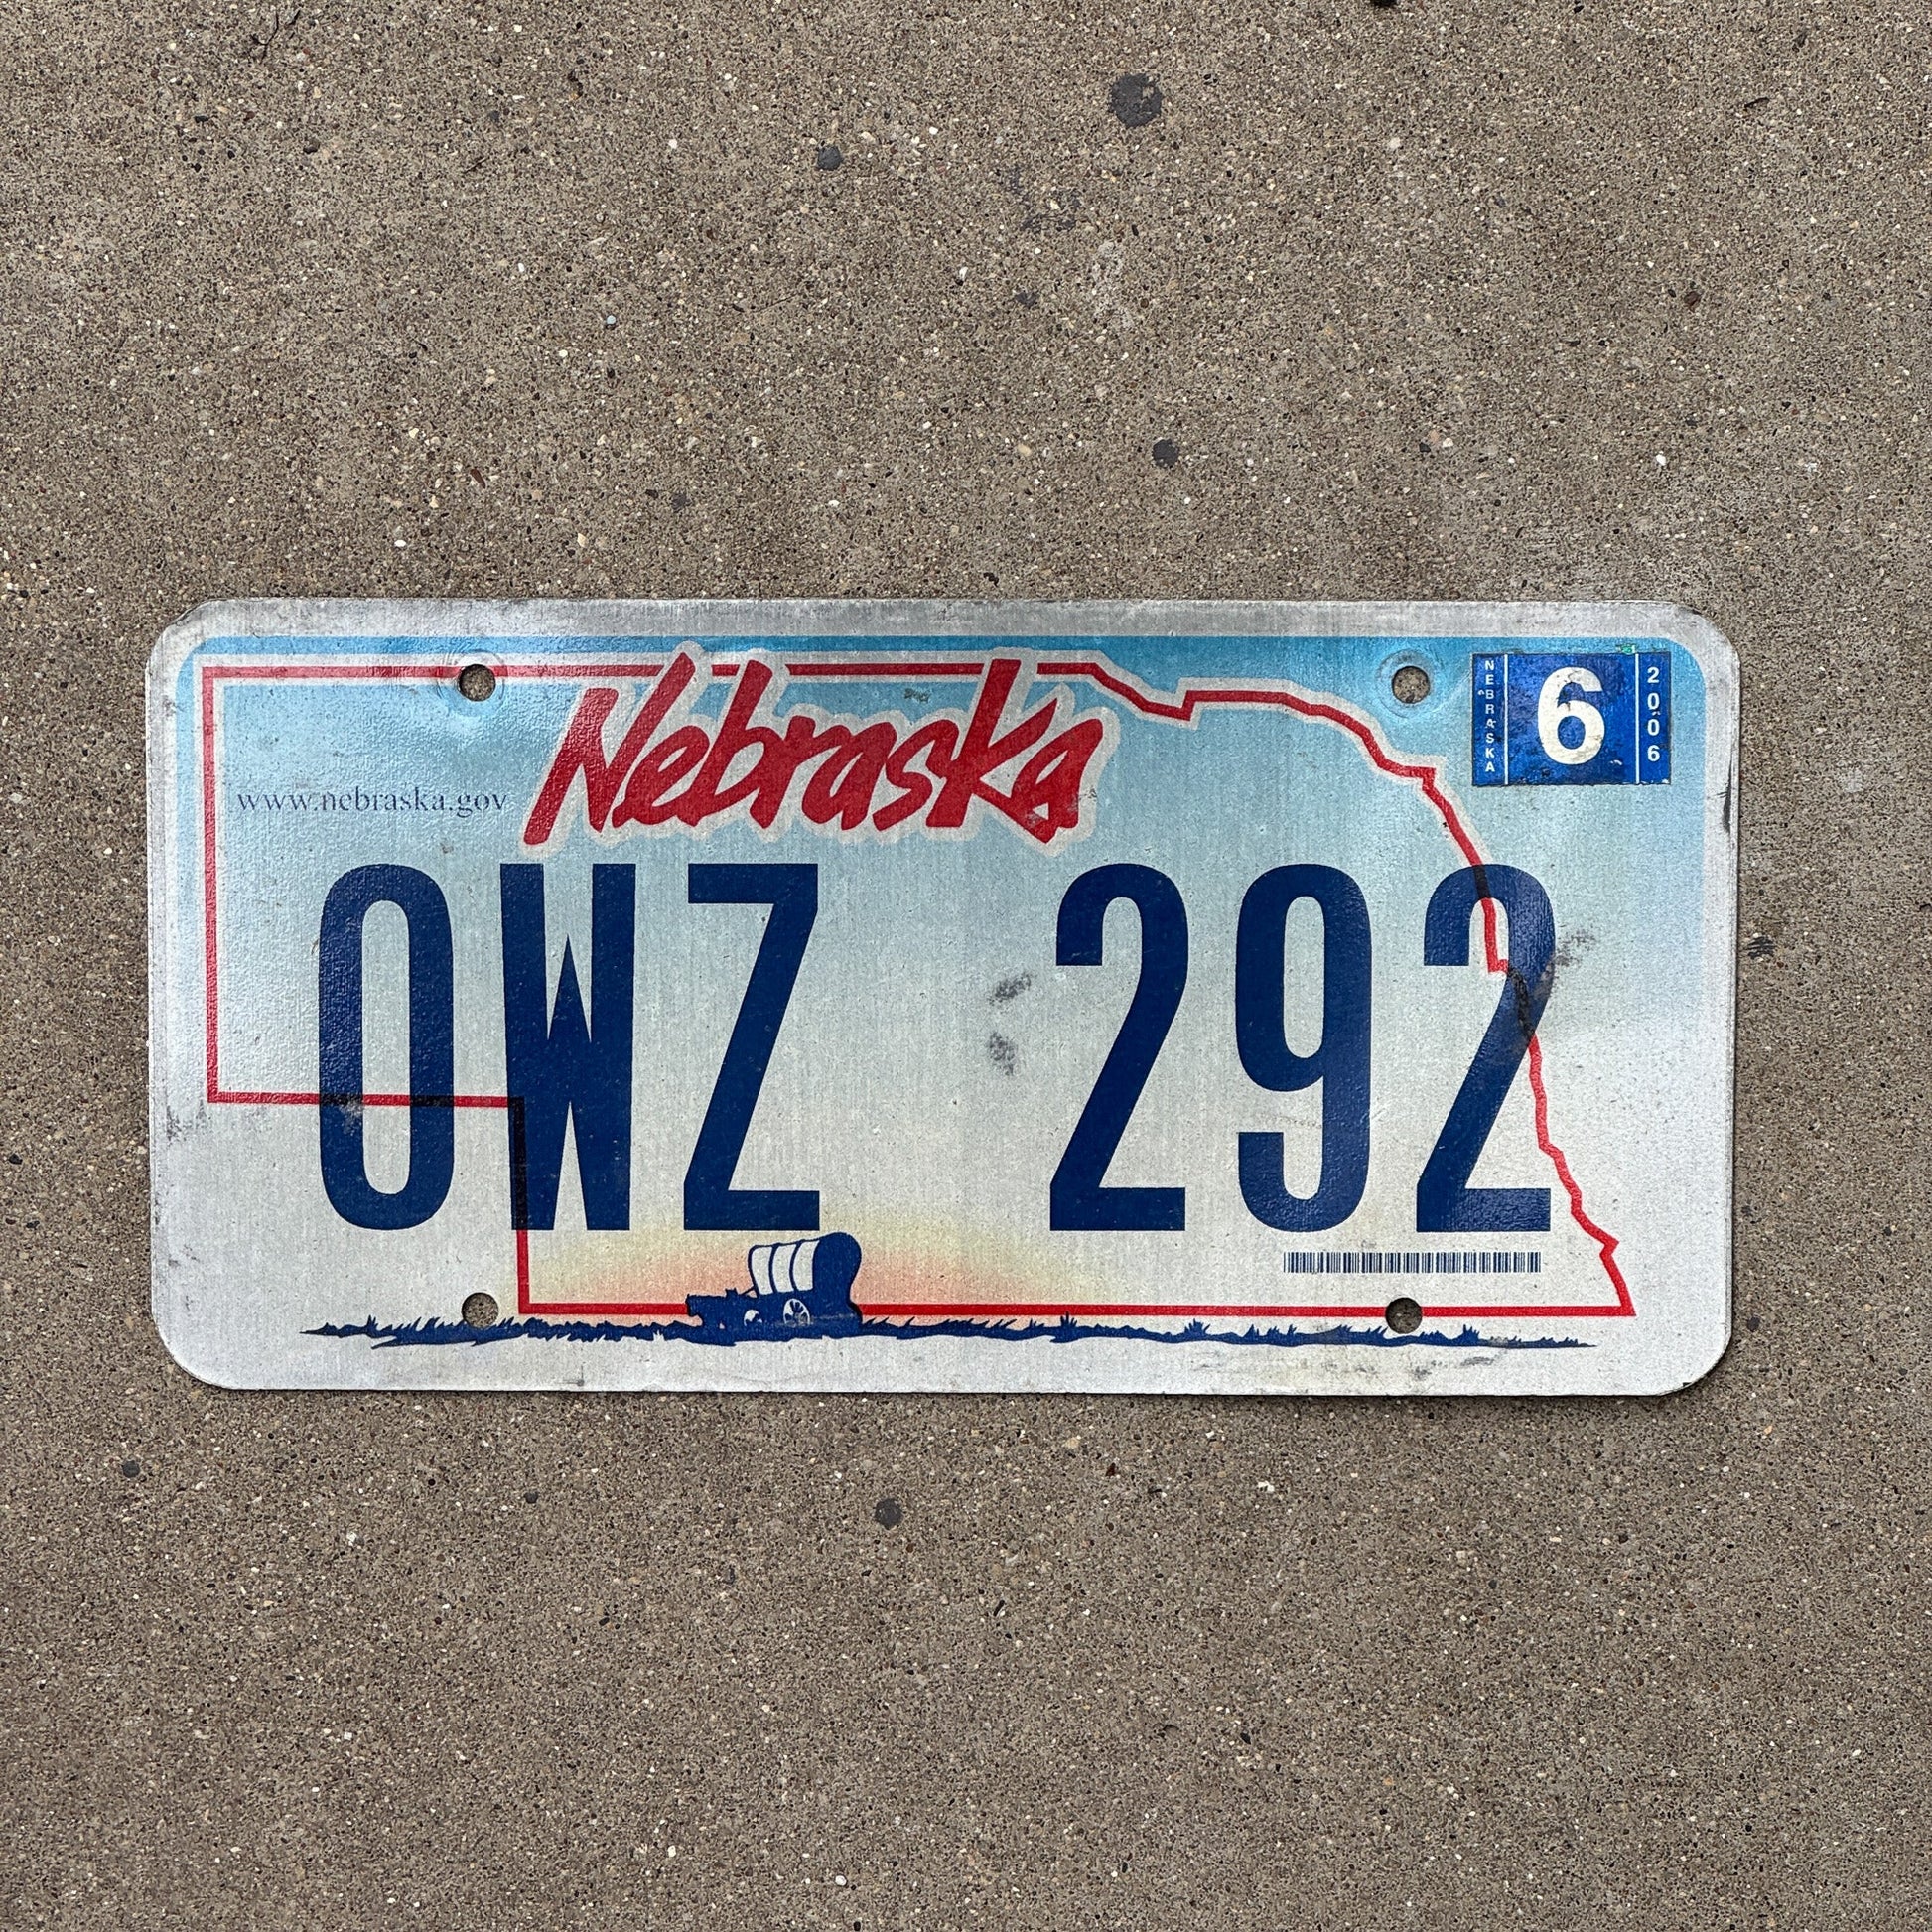 Nebraska
NEBRASKA 6 2006
www.nebraska.gov
OWZ 292